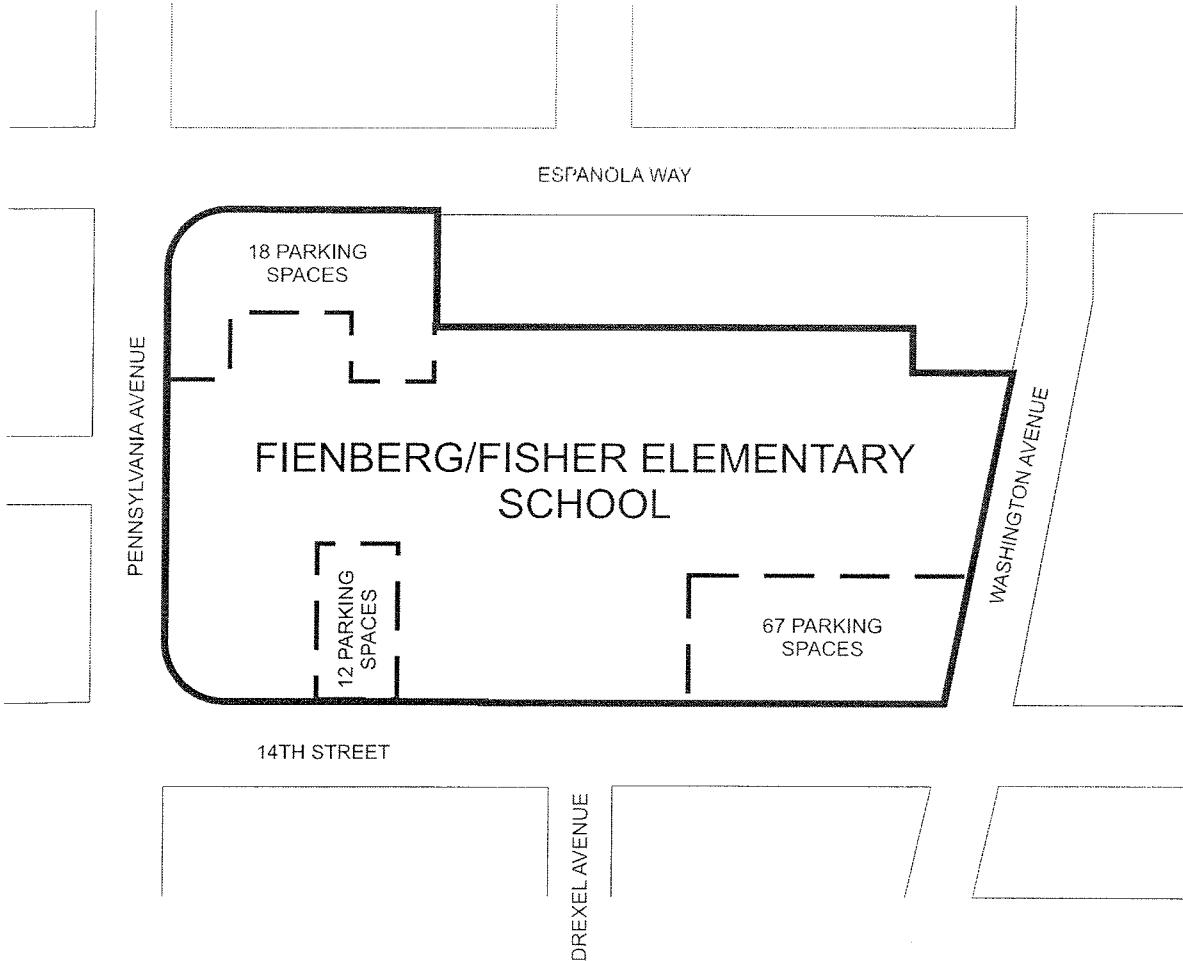 ESPANOLA WAY
18 PARKING
SPACES
PENNSYLVANIA AVENUE
FIENBERG/FISHER ELEMENTARY
SCHOOL
WASHINGTON AVENUE
12 PARKING
SPACES
67 PARKING
SPACES
14TH STREET
DREXEL AVENUE